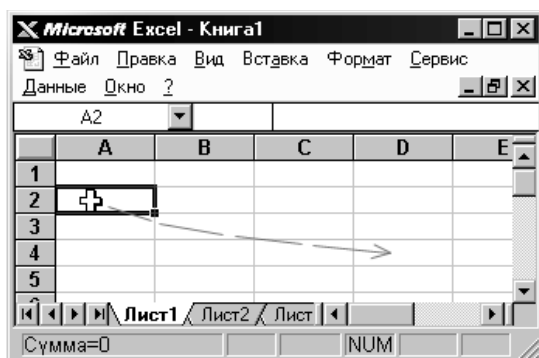 Microsoft Excel - Книга1
Файл Правка Вид Вставка Формат Сервис
Данные Окно ?
A2
A B C D E
1
2
3
4
5
Лист1 Лист2 Лист
Сумма=0 NUM